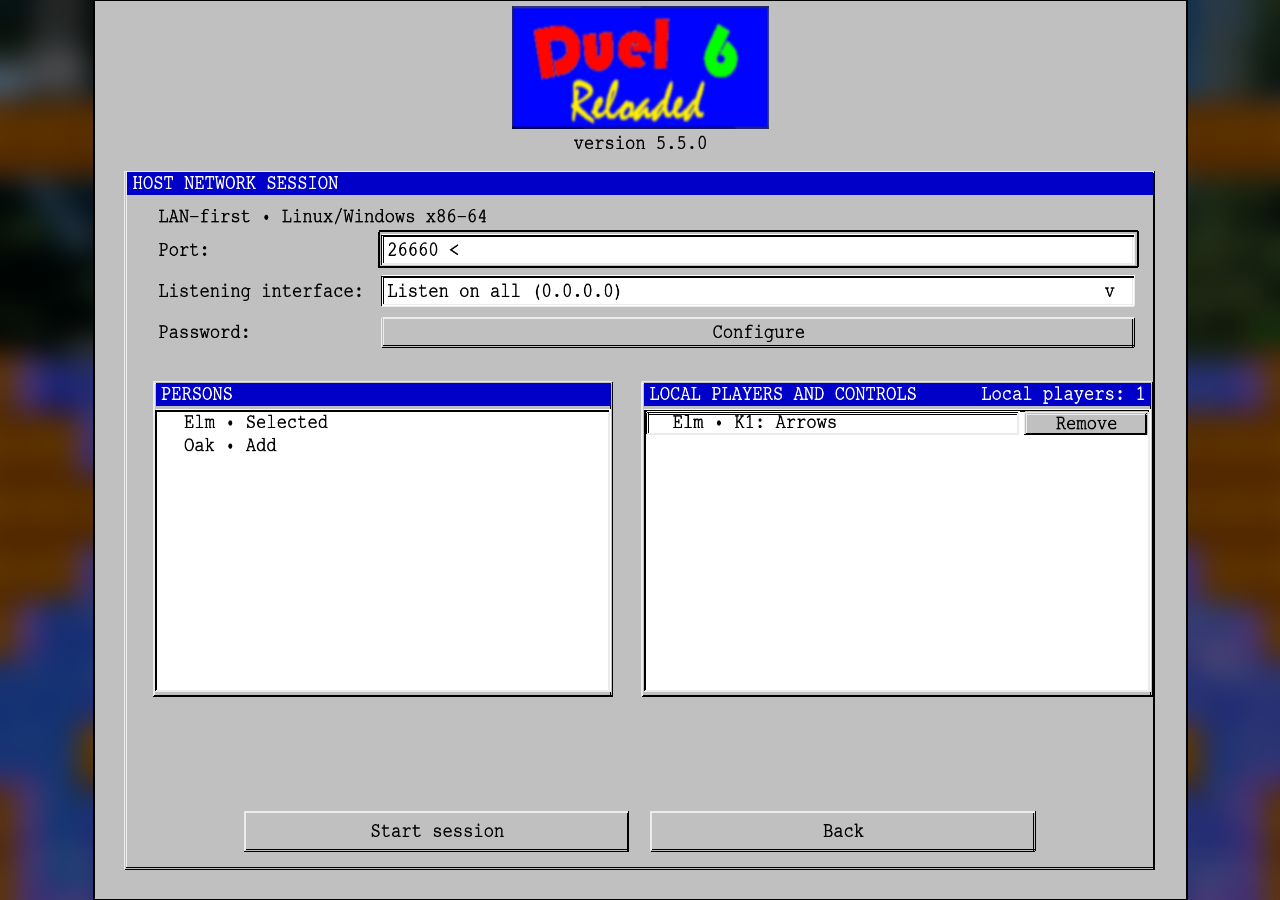 Duel 6
Reloaded
version 5.5.0
HOST NETWORK SESSION
LAN-first • Linux/Windows x86-64
Port: 26660 <
Listening interface: Listen on all (0.0.0.0) v
Password: Configure
PERSONS
Elm • Selected
Oak • Add
LOCAL PLAYERS AND CONTROLS Local players: 1
Elm • K1: Arrows Remove
Start session Back